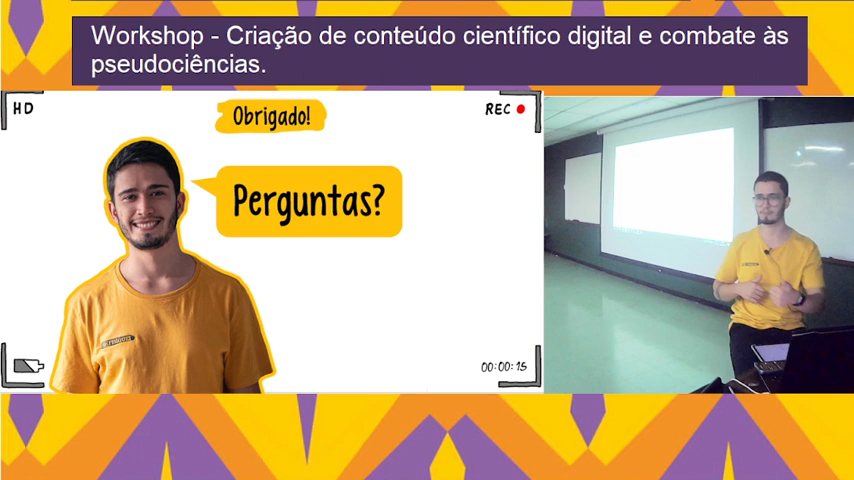 Workshop - Criação de conteúdo científico digital e combate às
pseudociências.
HD
Obrigado!
REC
Perguntas?
00:00:15